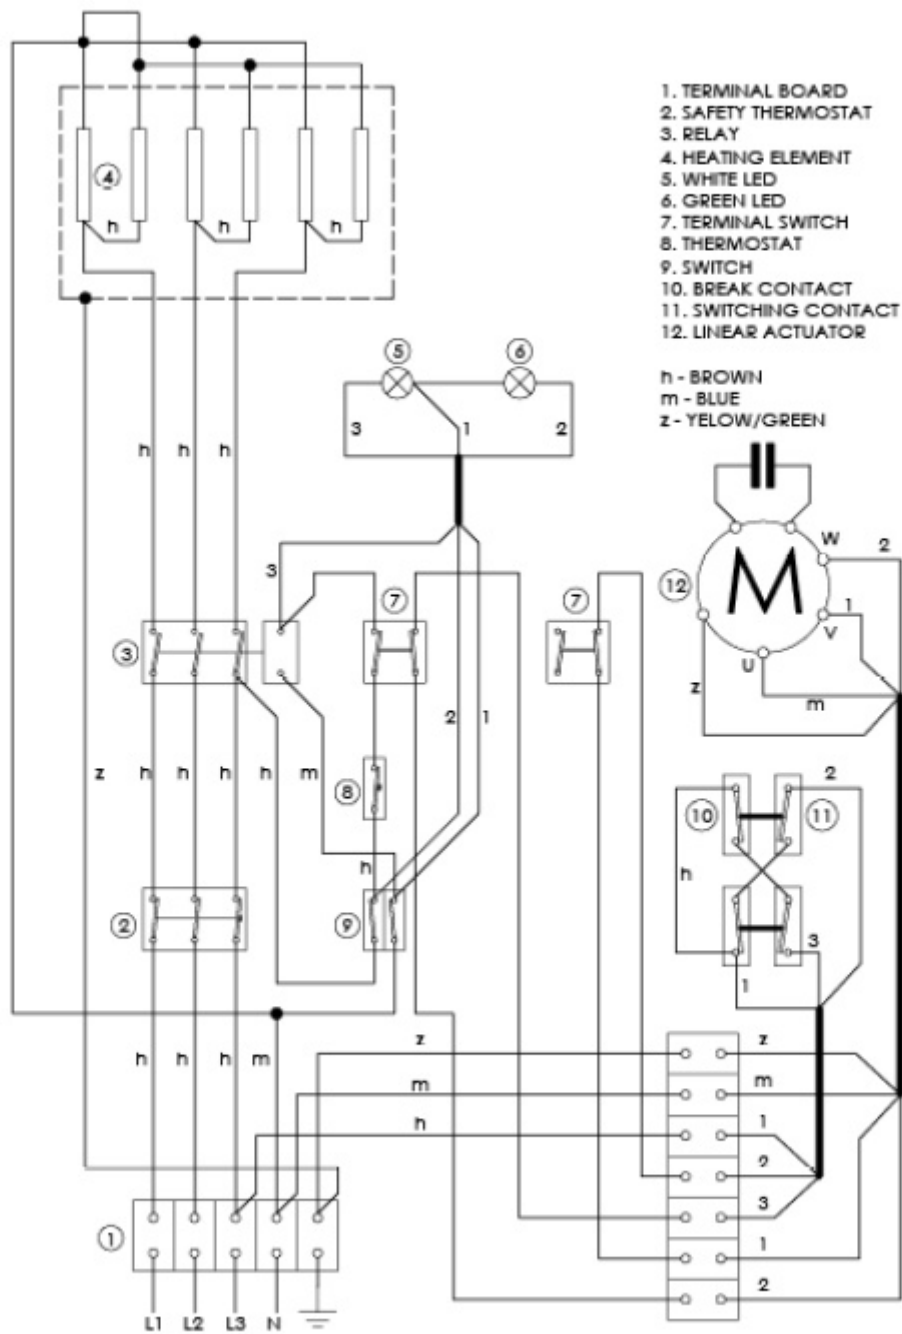 1. TERMINAL BOARD
2. SAFETY THERMOSTAT
3. RELAY
4. HEATING ELEMENT
5. WHITE LED
6. GREEN LED
7. TERMINAL SWITCH
8. THERMOSTAT
9. SWITCH
10. BREAK CONTACT
11. SWITCHING CONTACT
12. LINEAR ACTUATOR
h - BROWN
m - BLUE
z - YELOW/GREEN
4
h h h
5 6
3 1 2
h h h
W 2
12 M
1
V
U
z m
3
7 7
3
2 1
z h h h h m
8
10 11 2
h
h
2 9
3
1
h h h m
z z
m m
h 1
2
3
1
2
1
L1 L2 L3 N